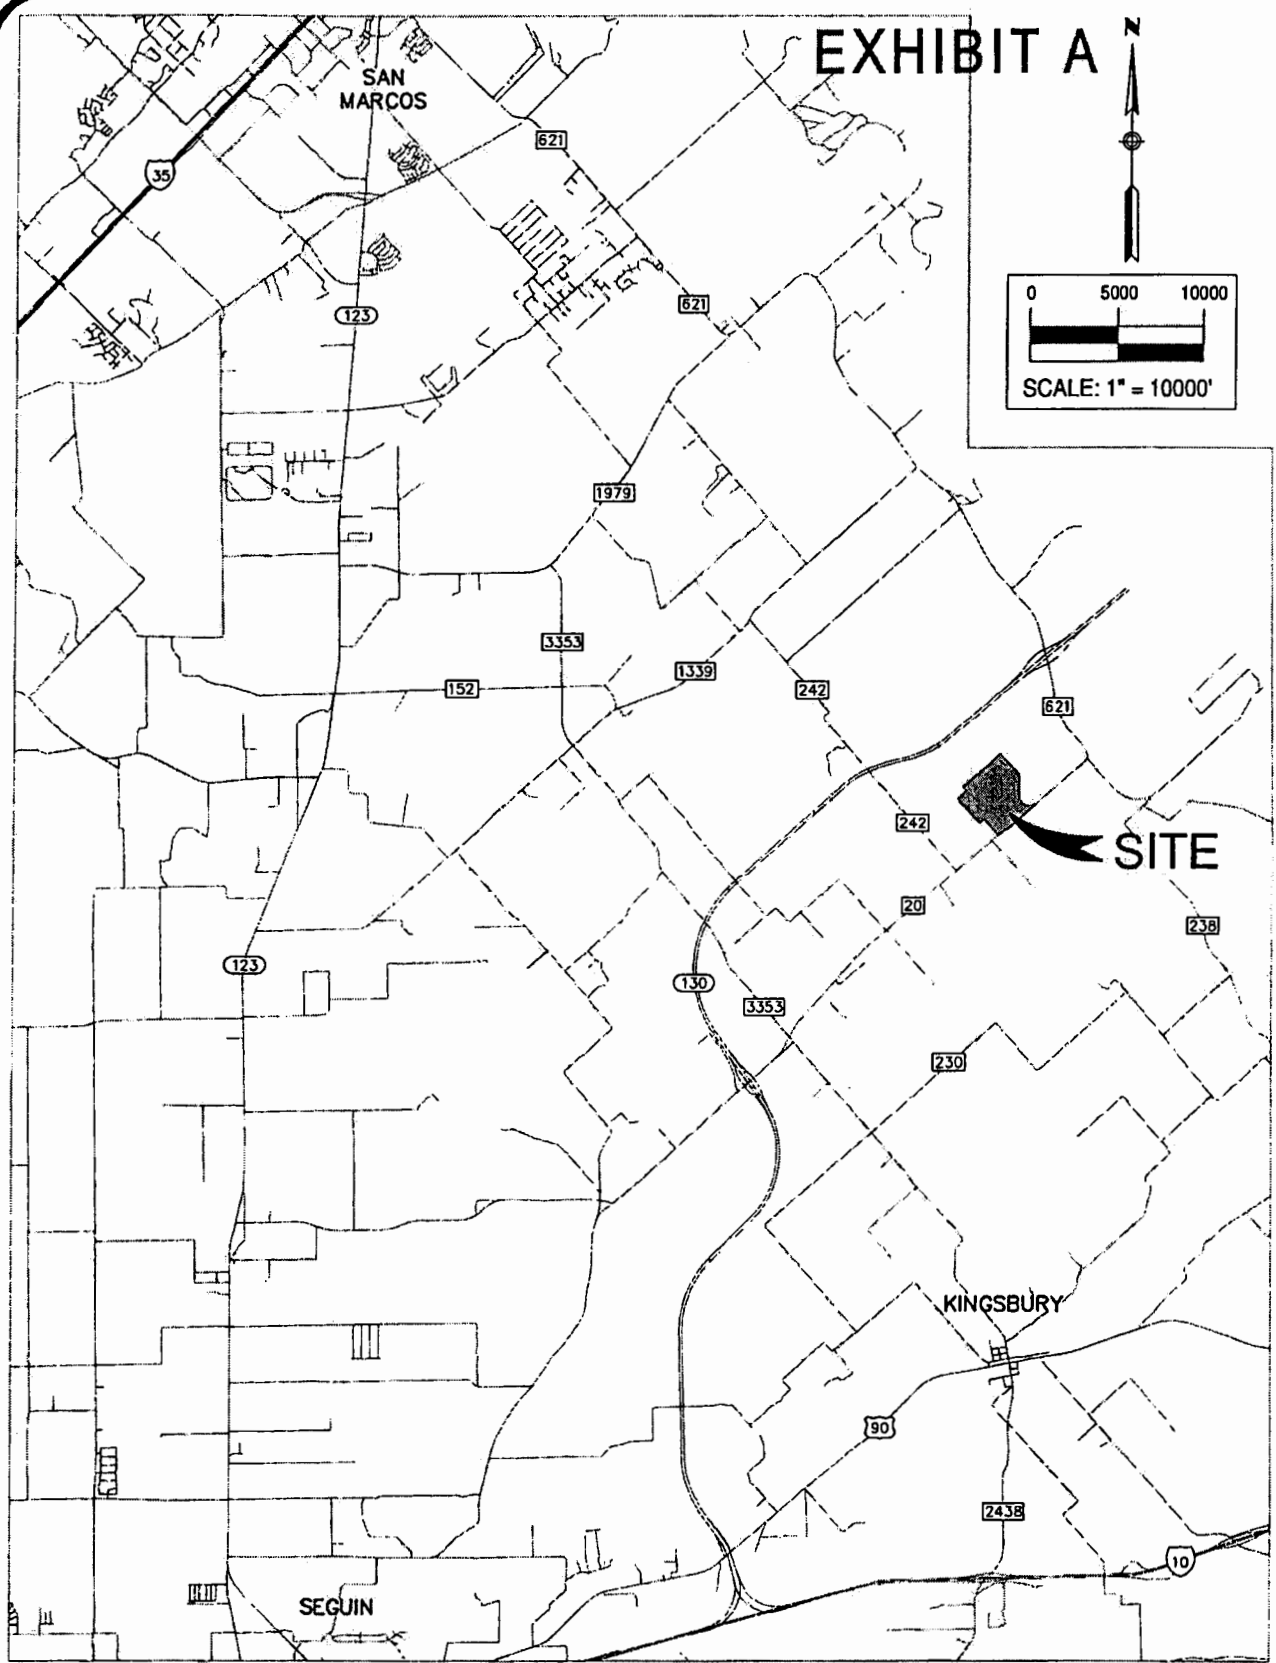 EXHIBIT A
N
SAN
MARCOS
621
35
0 5000 10000
SCALE: 1" = 10000'
621
123
1979
3353
1339
152
242
621
242
SITE
20
238
123
130
3353
230
KINGSBURY
90
2438
10
SEGUIN